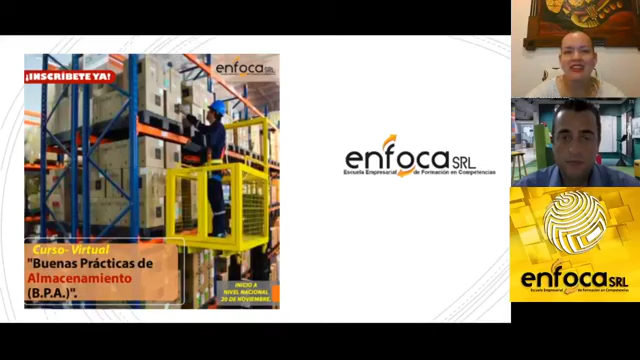 ¡INSCRÍBETE YA!
enfoca SRL
Curso- Virtual
"Buenas Prácticas de
Almacenamiento
(B.P.A.)".
INICIO A
NIVEL NACIONAL
30 DE NOVIEMBRE.
enfoca SRL
Escuela Empresarial de Formación en Competencias
enfoca SRL
Escuela Empresarial de Formación en Competencias